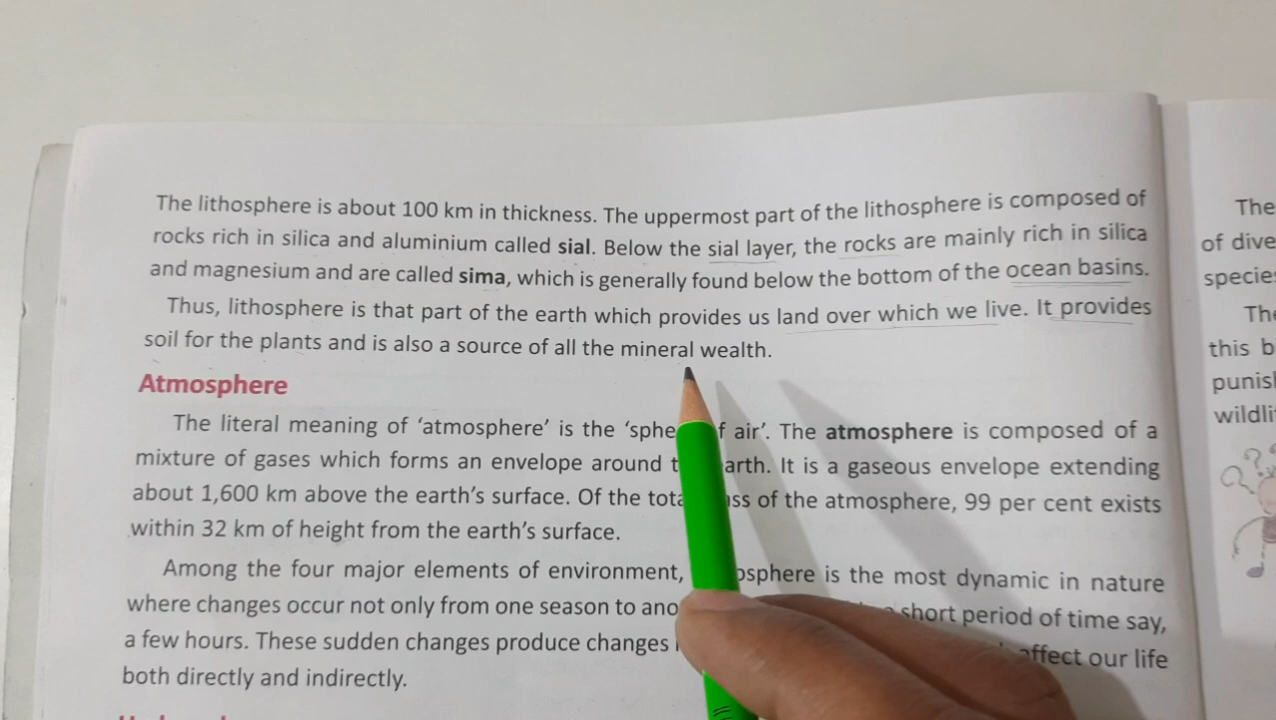 The lithosphere is about 100 km in thickness. The uppermost part of the lithosphere is composed of
rocks rich in silica and aluminium called sial. Below the sial layer, the rocks are mainly rich in silica
and magnesium and are called sima, which is generally found below the bottom of the ocean basins.
Thus, lithosphere is that part of the earth which provides us land over which we live. It provides
soil for the plants and is also a source of all the mineral wealth.
Atmosphere
The literal meaning of 'atmosphere' is the 'sphe f air'. The atmosphere is composed of a
mixture of gases which forms an envelope around t arth. It is a gaseous envelope extending
about 1,600 km above the earth's surface. Of the tota ss of the atmosphere, 99 per cent exists
within 32 km of height from the earth's surface.
Among the four major elements of environment, osphere is the most dynamic in nature
where changes occur not only from one season to ano short period of time say,
a few hours. These sudden changes produce changes affect our life
both directly and indirectly.
The
of dive
species
The
this b
punish
wildli